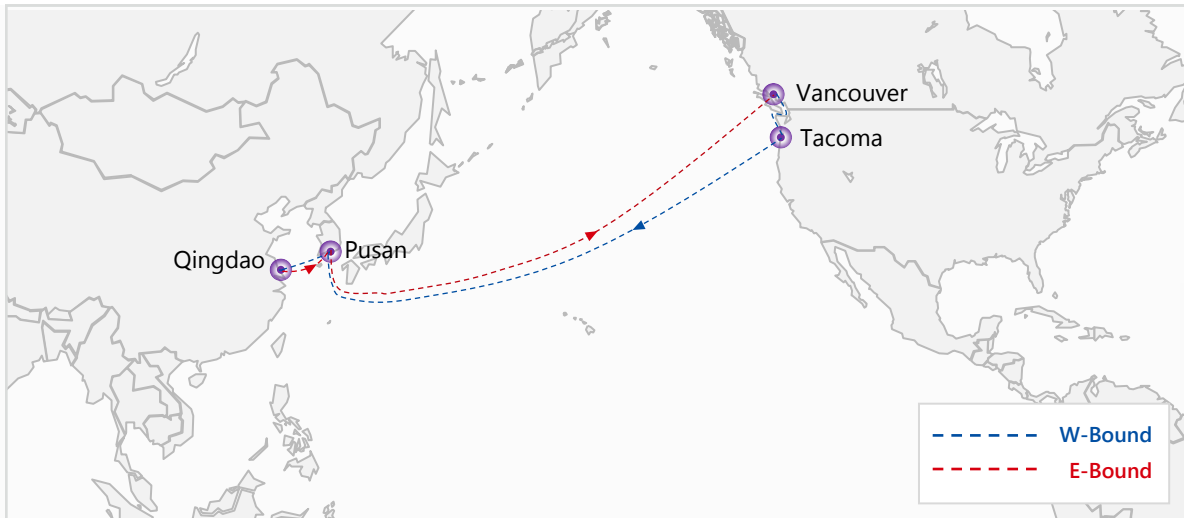 Vancouver
Tacoma
Qingdao
Pusan
W-Bound
E-Bound